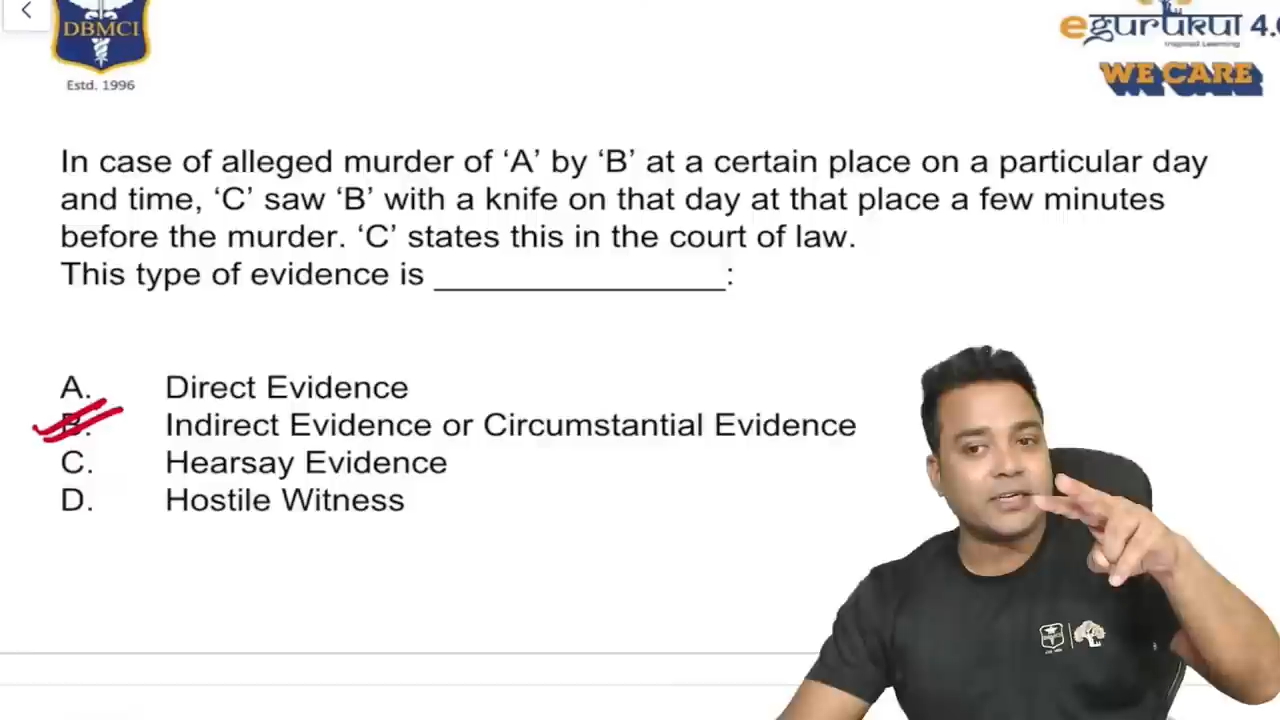 DBMCI
Estd. 1996
egurukul 4.
Inspired Learning
WE CARE
In case of alleged murder of ‘A’ by ‘B’ at a certain place on a particular day
and time, ‘C’ saw ‘B’ with a knife on that day at that place a few minutes
before the murder. ‘C’ states this in the court of law.
This type of evidence is _________________:
A. Direct Evidence
B. Indirect Evidence or Circumstantial Evidence
C. Hearsay Evidence
D. Hostile Witness